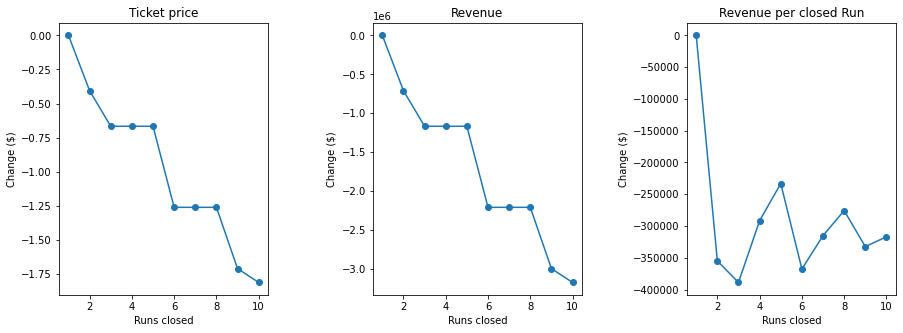 Ticket price
Change ($)
0.00
−0.25
−0.50
−0.75
−1.00
−1.25
−1.50
−1.75
2 4 6 8 10
Runs closed
Revenue
1e6
Change ($)
0.0
−0.5
−1.0
−1.5
−2.0
−2.5
−3.0
2 4 6 8 10
Runs closed
Revenue per closed Run
Change ($)
0
−50000
−100000
−150000
−200000
−250000
−300000
−350000
−400000
2 4 6 8 10
Runs closed